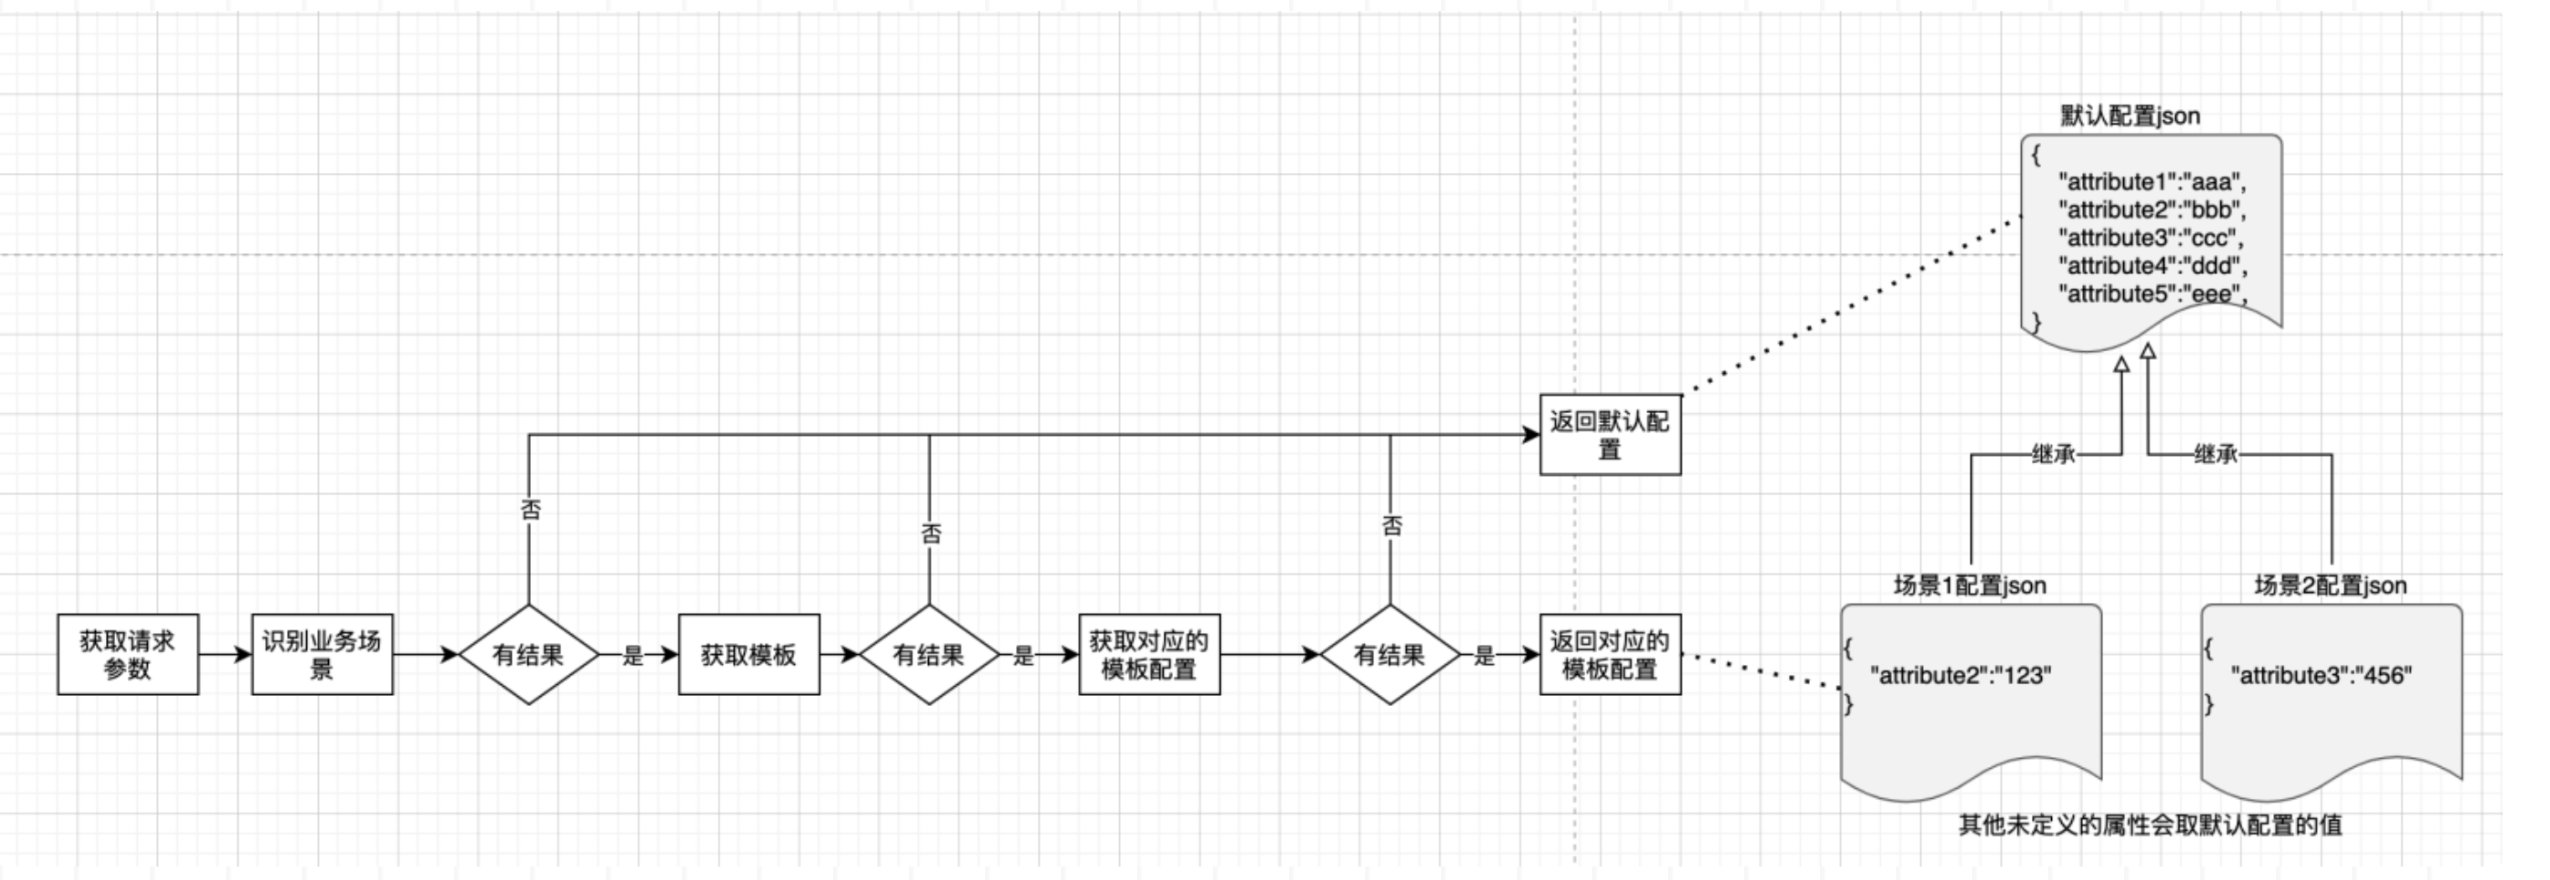 默认配置json
{
"attribute1":"aaa",
"attribute2":"bbb",
"attribute3":"ccc",
"attribute4":"ddd",
"attribute5":"eee",
}
返回默认配
置
继承
继承
否
否
否
获取请求
参数
识别业务场
景
有结果
是
获取模板
有结果
是
获取对应的
模板配置
有结果
是
返回对应的
模板配置
场景1配置json
{
"attribute2":"123"
}
场景2配置json
{
"attribute3":"456"
}
其他未定义的属性会取默认配置的值